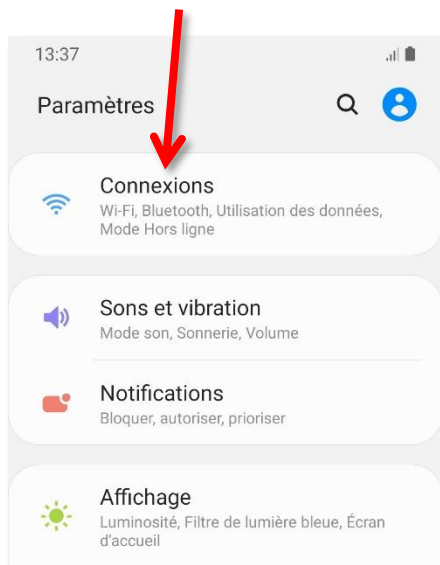 13:37
Paramètres
Connexions
Wi-Fi, Bluetooth, Utilisation des données,
Mode Hors ligne
Sons et vibration
Mode son, Sonnerie, Volume
Notifications
Bloquer, autoriser, prioriser
Affichage
Luminosité, Filtre de lumière bleue, Écran
d'accueil